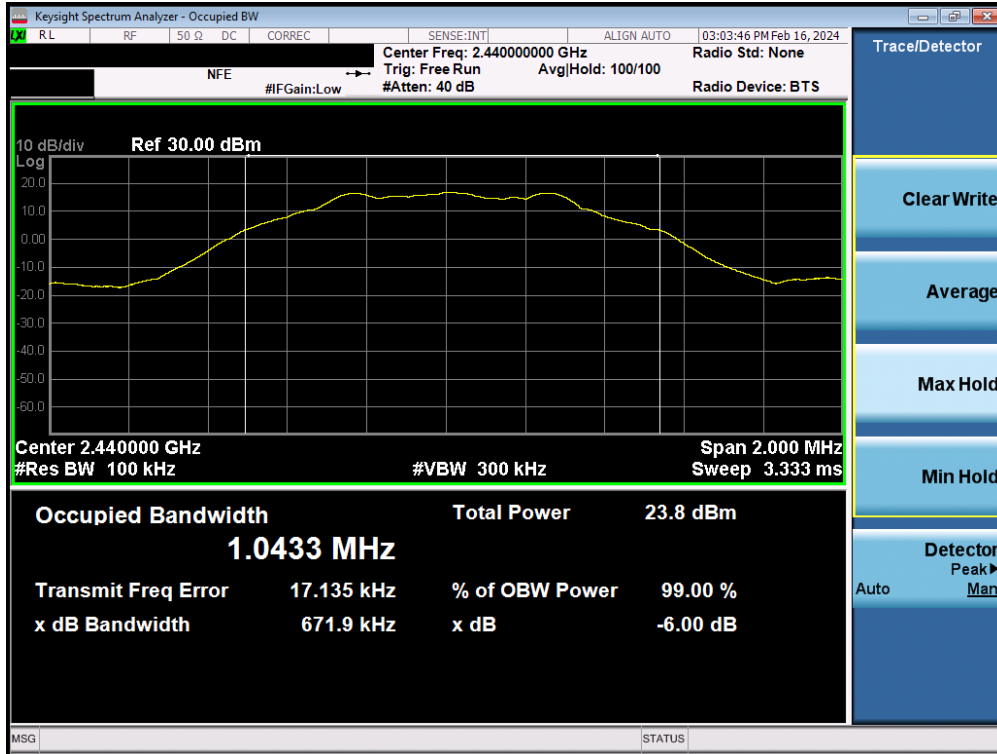 Keysight Spectrum Analyzer - Occupied BW
LXI RL RF 50 Ω DC CORREC SENSE:INT ALIGN AUTO 03:03:46 PM Feb 16, 2024
NFE
#IFGain:Low
Center Freq: 2.440000000 GHz
Trig: Free Run Avg|Hold: 100/100
#Atten: 40 dB
Radio Std: None
Radio Device: BTS
10 dB/div Ref 30.00 dBm
Log
20.0
10.0
0.00
-10.0
-20.0
-30.0
-40.0
-50.0
-60.0
Center 2.440000 GHz Span 2.000 MHz
#Res BW 100 kHz #VBW 300 kHz Sweep 3.333 ms
Occupied Bandwidth Total Power 23.8 dBm
1.0433 MHz
Transmit Freq Error 17.135 kHz % of OBW Power 99.00 %
x dB Bandwidth 671.9 kHz x dB -6.00 dB
MSG STATUS
Trace/Detector
Clear Write
Average
Max Hold
Min Hold
Detector
Peak▶
Auto Man